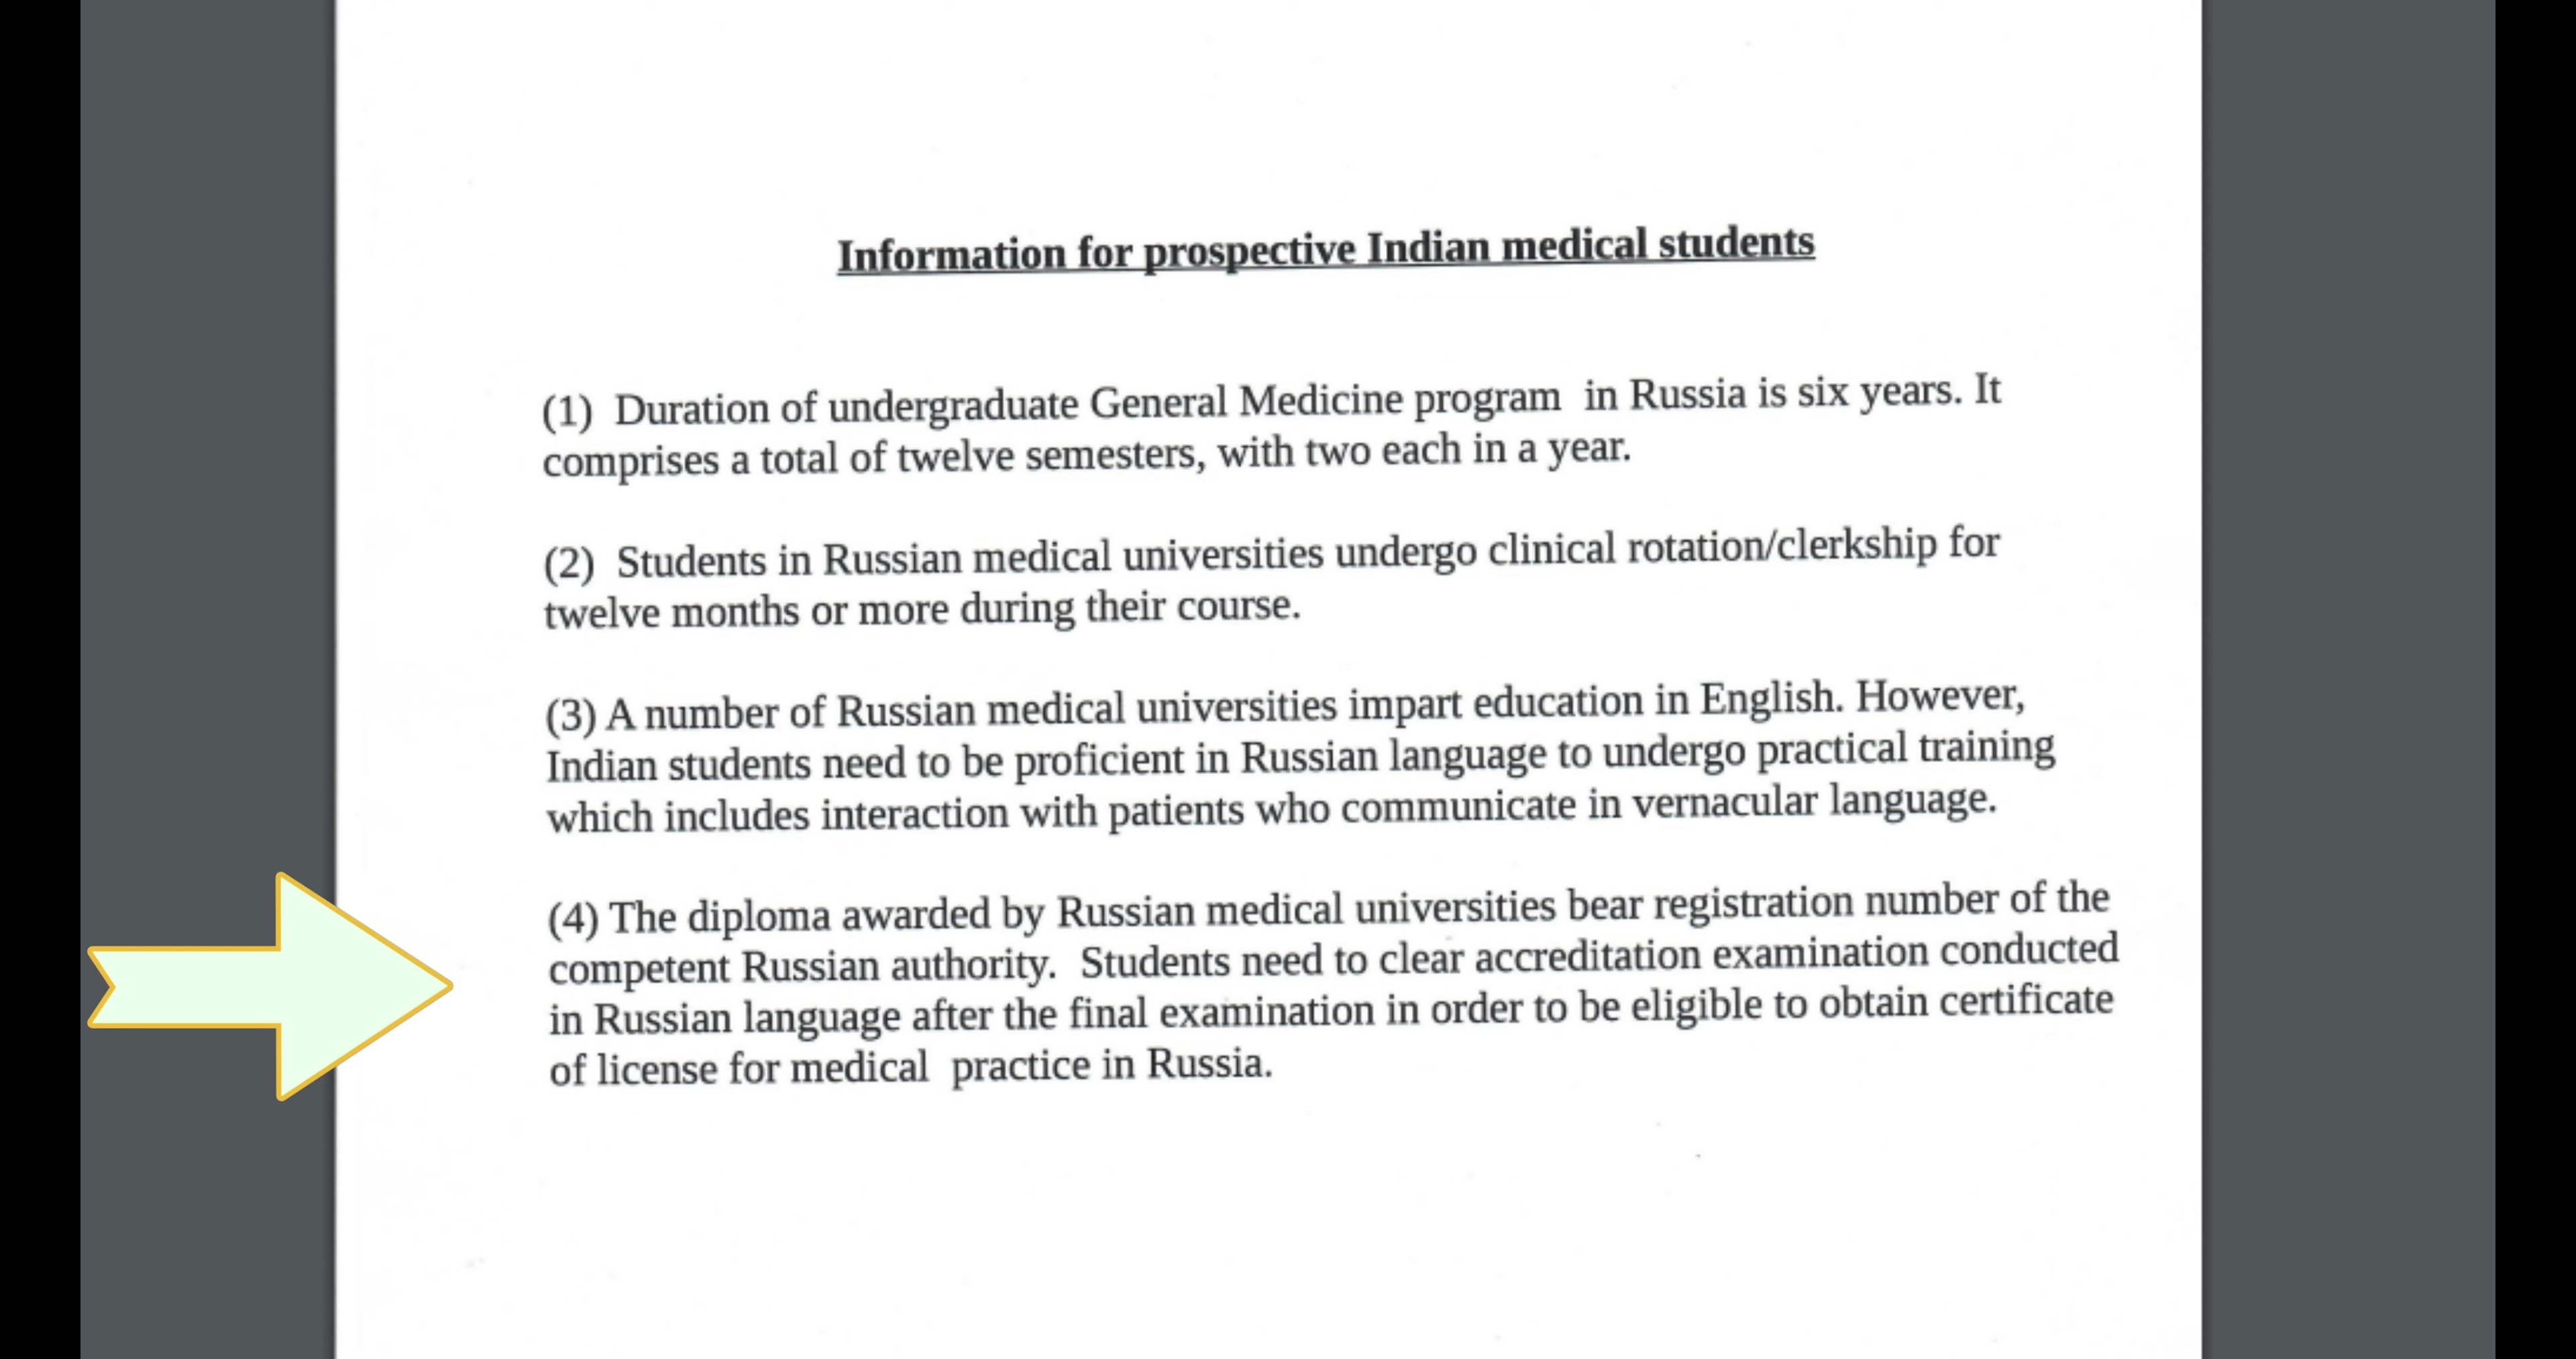 Information for prospective Indian medical students
(1) Duration of undergraduate General Medicine program in Russia is six years. It
comprises a total of twelve semesters, with two each in a year.
(2) Students in Russian medical universities undergo clinical rotation/clerkship for
twelve months or more during their course.
(3) A number of Russian medical universities impart education in English. However,
Indian students need to be proficient in Russian language to undergo practical training
which includes interaction with patients who communicate in vernacular language.
(4) The diploma awarded by Russian medical universities bear registration number of the
competent Russian authority. Students need to clear accreditation examination conducted
in Russian language after the final examination in order to be eligible to obtain certificate
of license for medical practice in Russia.